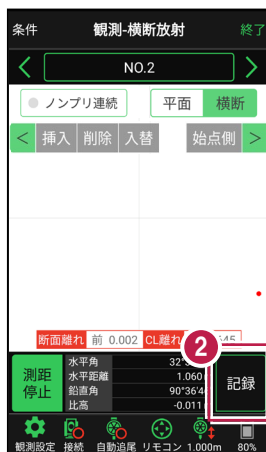 条件 観測-横断放射 終了
< NO.2 >
ノンプリ連続 平面 横断
< 挿入 削除 入替 始点側 >
断面離れ 前 0.002 CL離れ 645
2
測距停止
水平角 32°
水平距離 1.060
鉛直角 90°36'4
比高 -0.011
記録
観測設定 接続 自動追尾 リモコン 1.000m 80%